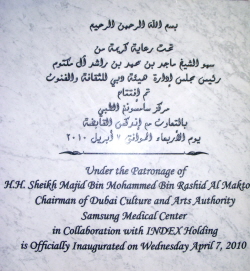 بسم الله الرحمن الرحيم
تحت رعاية كريمة من
سمو الشيخ ماجد بن محمد بن راشد آل مكتوم
رئيس مجلس إدارة هيئة دبي للثقافة والفنون
تم افتتاح
مركز سامسونج الطبي
بالتعاون مع إندكس القابضة
يوم الأربعاء الموافق ٧ أبريل ٢٠١٠
Under the Patronage of
H.H. Sheikh Majid Bin Mohammed Bin Rashid Al Makto
Chairman of Dubai Culture and Arts Authority
Samsung Medical Center
in Collaboration with INDEX Holding
is Officially Inaugurated on Wednesday April 7, 2010